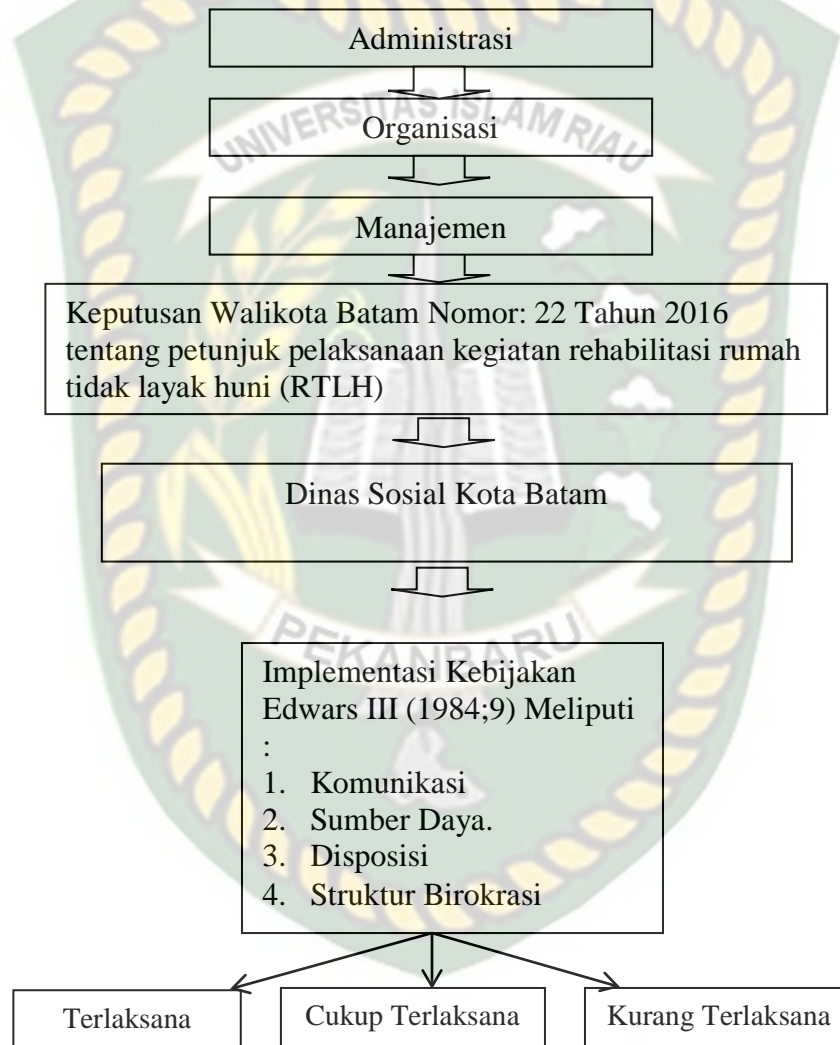 Administrasi
UNIVERSITAS ISLAM RIAU
Organisasi
Manajemen
Keputusan Walikota Batam Nomor: 22 Tahun 2016
tentang petunjuk pelaksanaan kegiatan rehabilitasi rumah
tidak layak huni (RTLH)
Dinas Sosial Kota Batam
PEKANBARU
Implementasi Kebijakan
Edwars III (1984;9) Meliputi
:
1. Komunikasi
2. Sumber Daya.
3. Disposisi
4. Struktur Birokrasi
Terlaksana
Cukup Terlaksana
Kurang Terlaksana